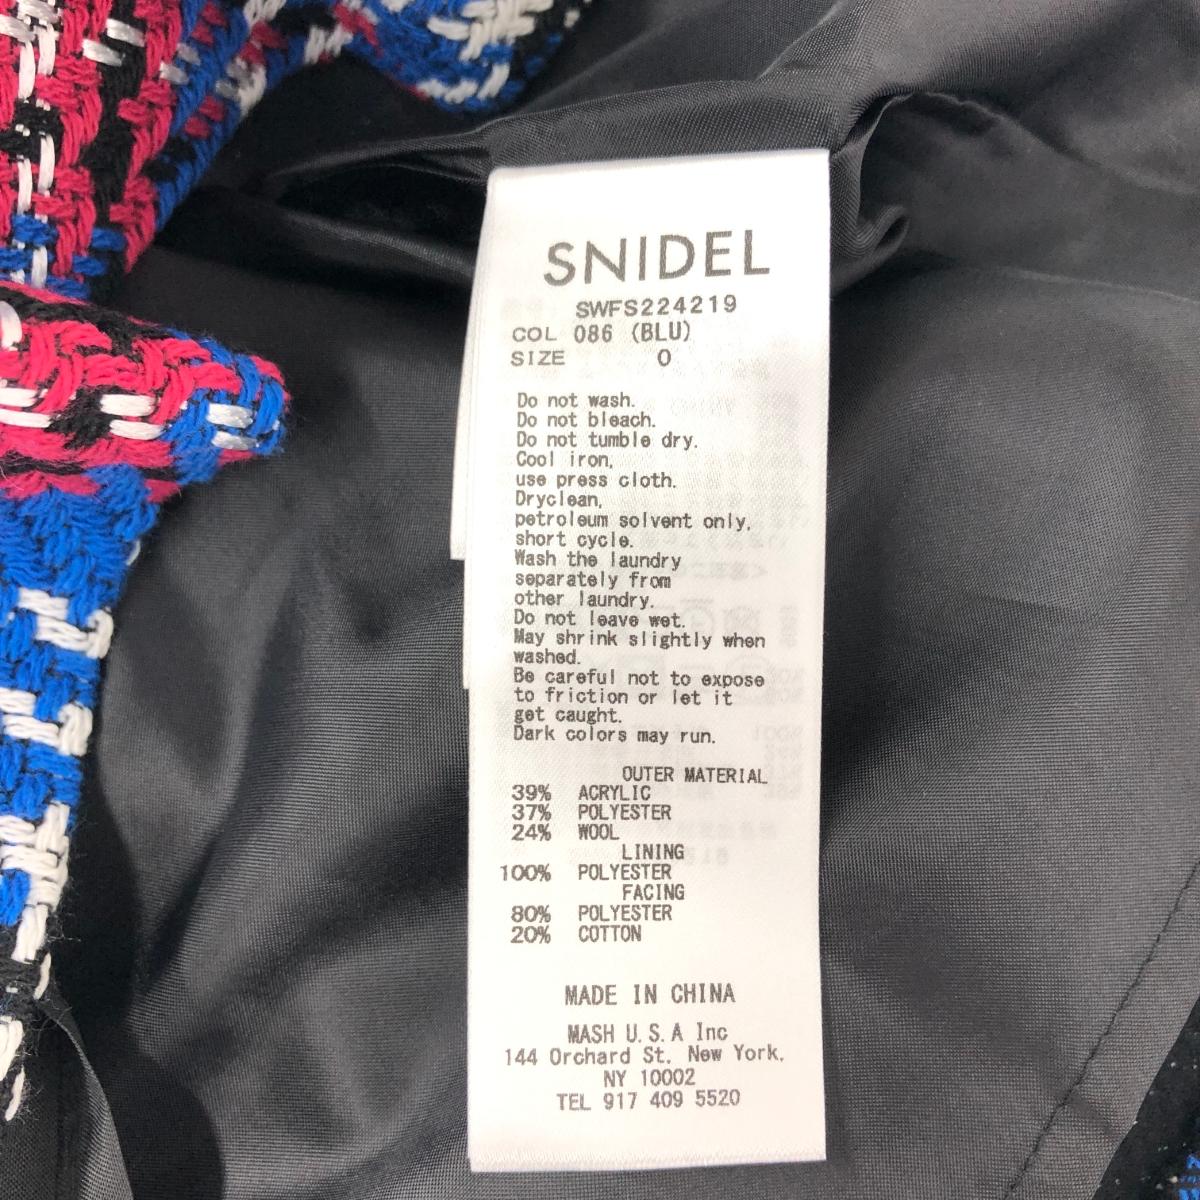 SNIDEL
SWFS224219
COL 086 (BLU)
SIZE 0
Do not wash.
Do not bleach.
Do not tumble dry.
Cool iron,
use press cloth.
Dryclean,
petroleum solvent only,
short cycle.
Wash the laundry
separately from
other laundry.
Do not leave wet.
May shrink slightly when
washed.
Be careful not to expose
to friction or let it
get caught.
Dark colors may run.
OUTER MATERIAL
39% ACRYLIC
37% POLYESTER
24% WOOL
LINING
100% POLYESTER
FACING
80% POLYESTER
20% COTTON
MADE IN CHINA
MASH U.S.A Inc
144 Orchard St. New York.
NY 10002
TEL 917 409 5520